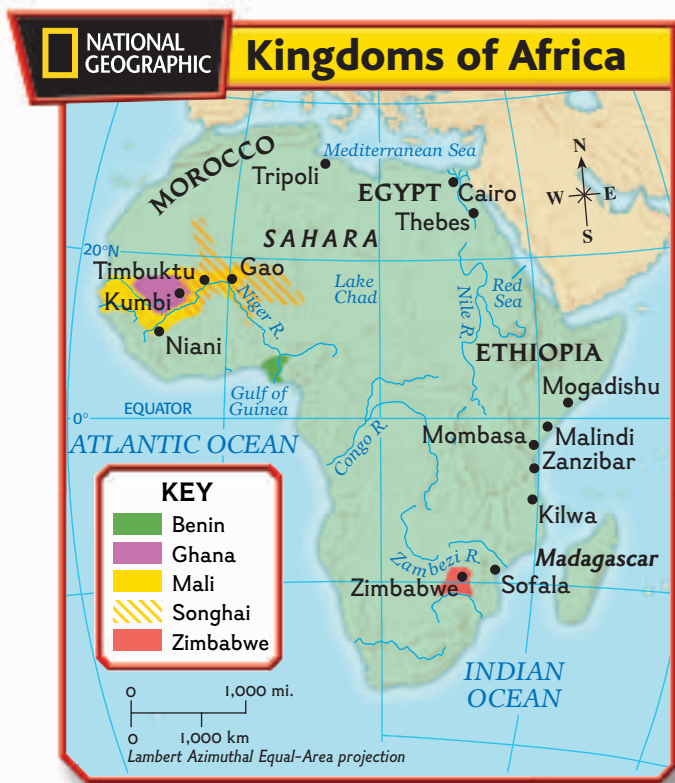 NATIONAL
GEOGRAPHIC
Kingdoms of Africa
MOROCCO
Mediterranean Sea
Tripoli
EGYPT
Cairo
Thebes
N
W
E
S
SAHARA
20°N
Timbuktu
Gao
Kumbi
Lake
Chad
Red
Sea
Niger R.
Nile R.
Niani
ETHIOPIA
Gulf of
Guinea
Mogadishu
EQUATOR
0°
ATLANTIC OCEAN
Congo R.
Mombasa
Malindi
Zanzibar
Kilwa
KEY
Benin
Ghana
Mali
Songhai
Zimbabwe
Zambezi R.
Madagascar
Zimbabwe
Sofala
INDIAN
OCEAN
0
1,000 mi.
0
1,000 km
Lambert Azimuthal Equal-Area projection